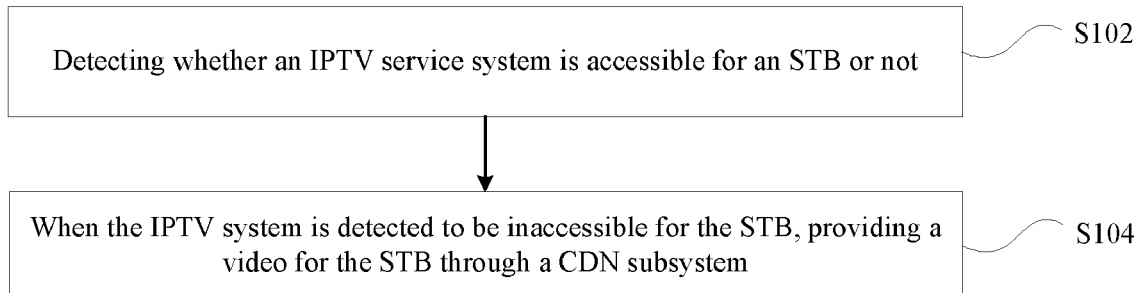 Detecting whether an IPTV service system is accessible for an STB or not
S102
When the IPTV system is detected to be inaccessible for the STB, providing a
video for the STB through a CDN subsystem
S104